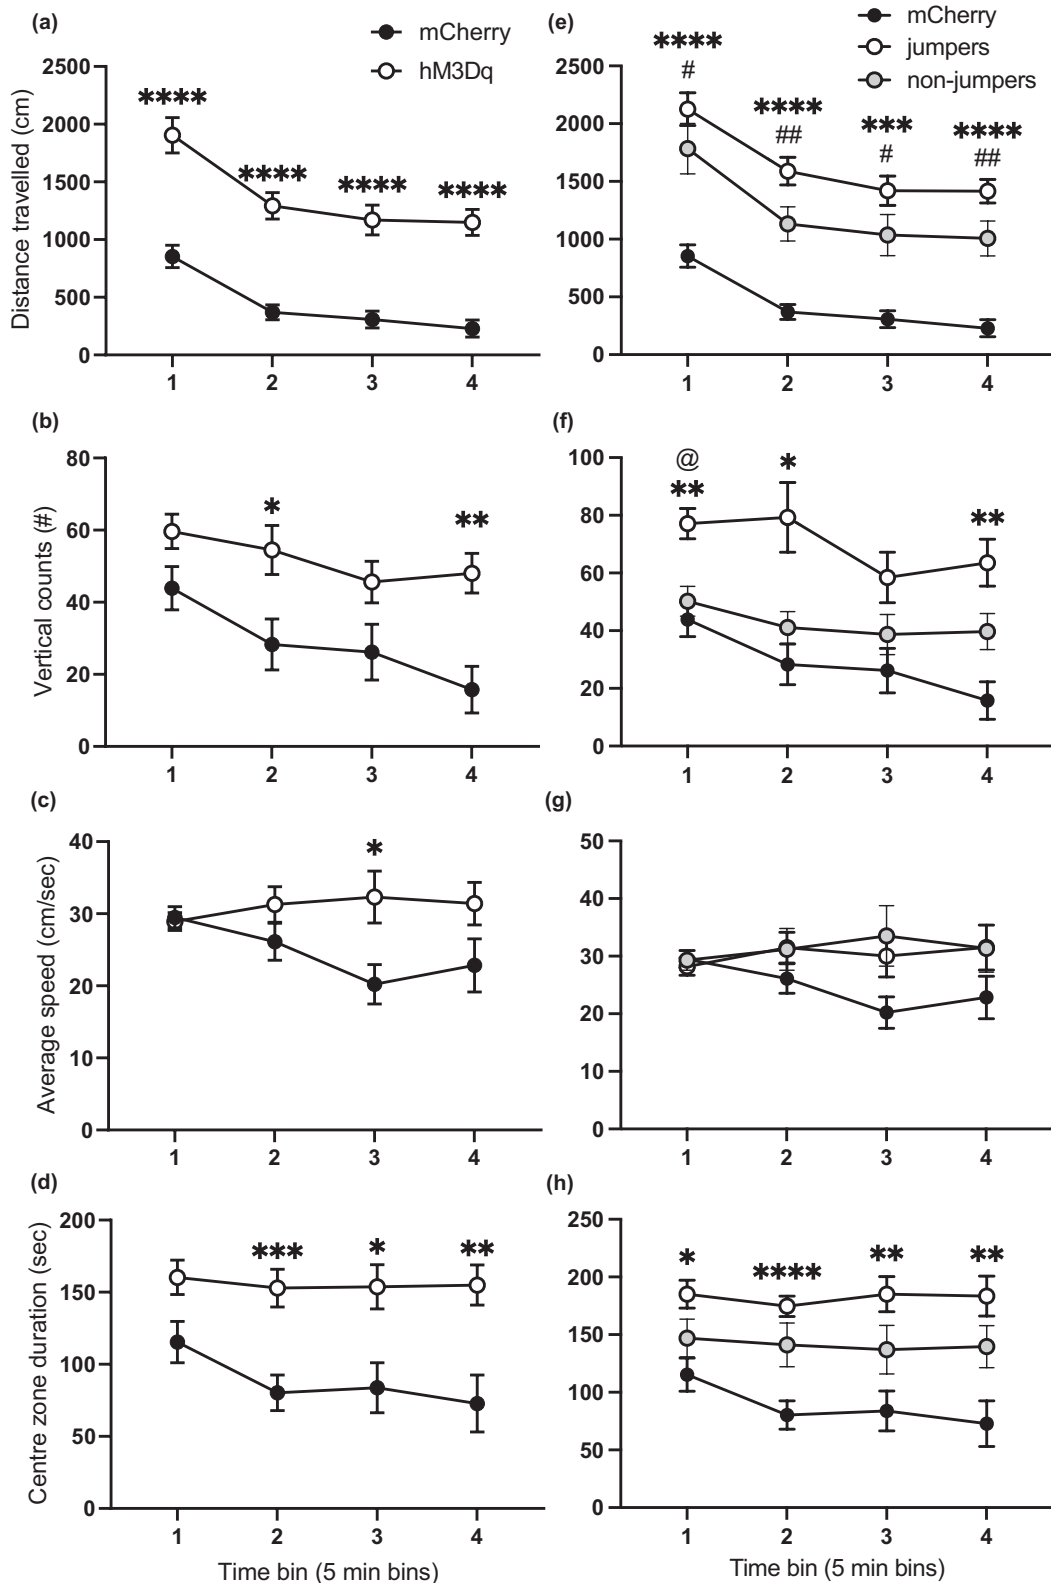 (a)
mCherry
hM3Dq
Distance travelled (cm)
2500
2000
1500
1000
500
0
****
****
****
****
1 2 3 4
(e)
mCherry
jumpers
non-jumpers
2500
2000
1500
1000
500
0
****
#
****
##
***
#
****
##
1 2 3 4
(b)
Vertical counts (#)
80
60
40
20
0
*
**
1 2 3 4
(f)
100
80
60
40
20
0
@
**
*
**
1 2 3 4
(c)
Average speed (cm/sec)
40
30
20
10
0
*
1 2 3 4
(g)
50
40
30
20
10
0
1 2 3 4
(d)
Centre zone duration (sec)
200
150
100
50
0
***
*
**
1 2 3 4
Time bin (5 min bins)
(h)
250
200
150
100
50
0
*
****
**
**
1 2 3 4
Time bin (5 min bins)